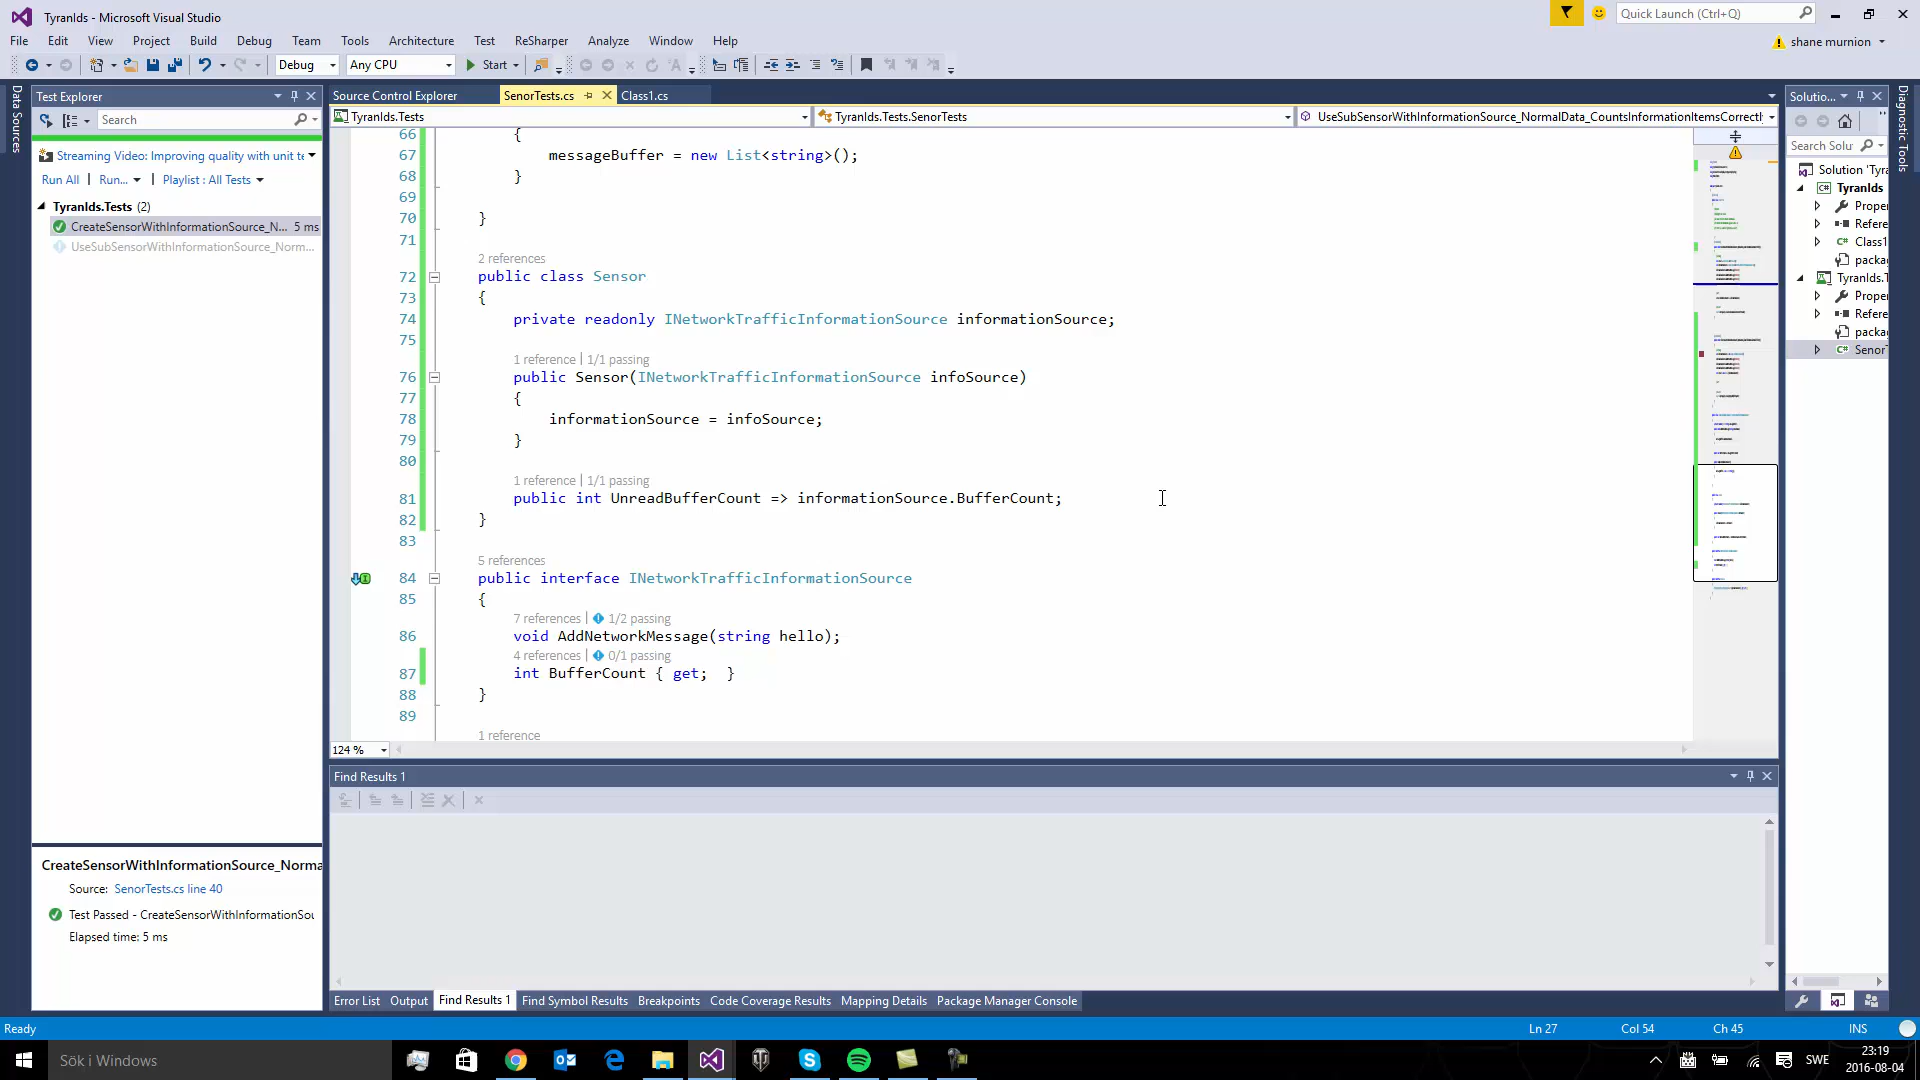 TyranIds - Microsoft Visual Studio
Quick Launch (Ctrl+Q)
File Edit View Project Build Debug Team Tools Architecture Test ReSharper Analyze Window Help
shane murnion
Debug Any CPU Start
Data Sources
Test Explorer
Search
Streaming Video: Improving quality with unit te
Run All Run... Playlist : All Tests
TyranIds.Tests (2)
CreateSensorWithInformationSource_N... 5 ms
UseSubSensorWithInformationSource_Norm...
CreateSensorWithInformationSource_Norma
Source: SenorTests.cs line 40
Test Passed - CreateSensorWithInformationSou
Elapsed time: 5 ms
Source Control Explorer SenorTests.cs Class1.cs
TyranIds.Tests TyranIds.Tests.SenorTests UseSubSensorWithInformationSource_NormalData_CountsInformationItemsCorrectl
66 {
67 messageBuffer = new List<string>();
68 }
69
70 }
71
2 references
72 public class Sensor
73 {
74 private readonly INetworkTrafficInformationSource informationSource;
75
1 reference | 1/1 passing
76 public Sensor(INetworkTrafficInformationSource infoSource)
77 {
78 informationSource = infoSource;
79 }
80
1 reference | 1/1 passing
81 public int UnreadBufferCount => informationSource.BufferCount;
82 }
83
5 references
84 public interface INetworkTrafficInformationSource
85 {
7 references | 1/2 passing
86 void AddNetworkMessage(string hello);
4 references | 0/1 passing
87 int BufferCount { get; }
88 }
89
1 reference
124 %
Find Results 1
Error List Output Find Results 1 Find Symbol Results Breakpoints Code Coverage Results Mapping Details Package Manager Console
Solutio...
Search Solu
Solution 'Tyra
TyranIds
Proper
Refere
Class1
packa
TyranIds.T
Proper
Refere
packa
SenorT
Diagnostic Tools
Ready Ln 27 Col 54 Ch 45 INS
Sök i Windows
SWE
23:19
2016-08-04